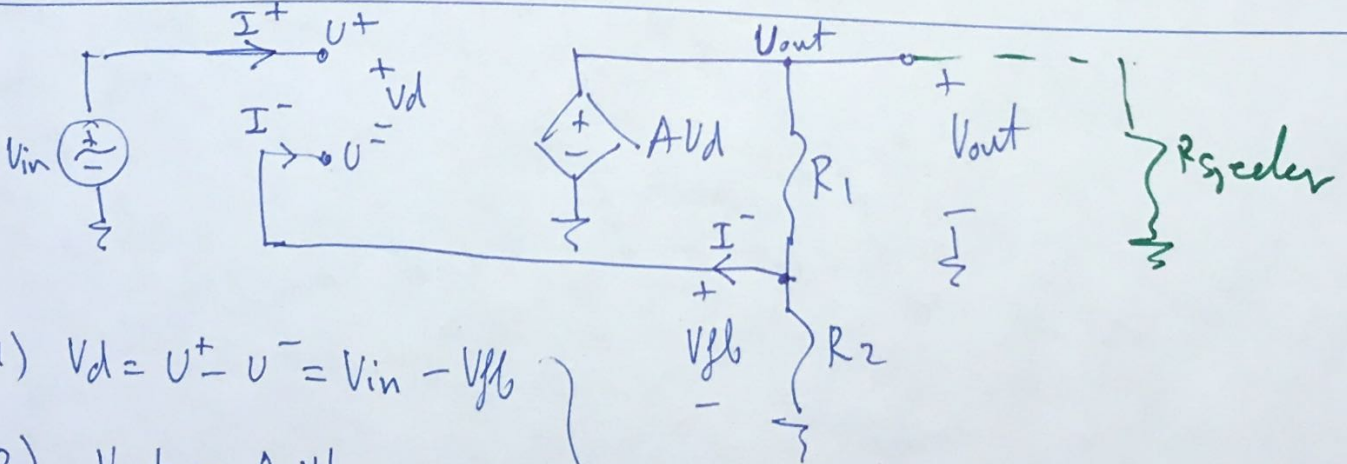 I⁺ U⁺
+
Vd
I⁻ U⁻
Vin
+
-
+
-
AVd
Vout
R₁
+
Vout
-
Rspeaker
I⁻
+
Vfb
-
R₂
) Vd = U⁺ - U⁻ = Vin - Vfb